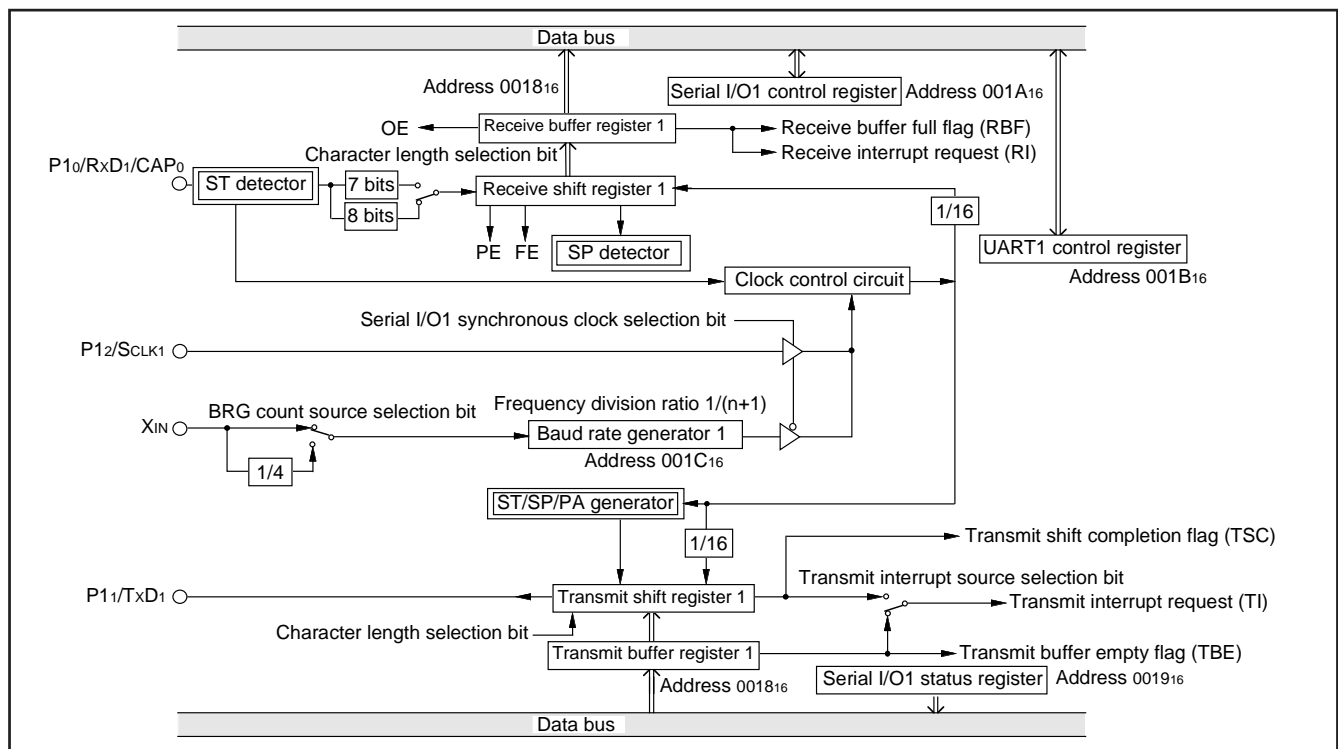 Data bus
Address 001816
Serial I/O1 control register
Address 001A16
OE
Receive buffer register 1
Receive buffer full flag (RBF)
Character length selection bit
Receive interrupt request (RI)
P10/RxD1/CAP0
ST detector
7 bits
Receive shift register 1
8 bits
1/16
PE
FE
SP detector
UART1 control register
Address 001B16
Clock control circuit
Serial I/O1 synchronous clock selection bit
P12/SCLK1
BRG count source selection bit
Frequency division ratio 1/(n+1)
XIN
Baud rate generator 1
1/4
Address 001C16
ST/SP/PA generator
1/16
Transmit shift completion flag (TSC)
Transmit interrupt source selection bit
P11/TxD1
Transmit shift register 1
Transmit interrupt request (TI)
Character length selection bit
Transmit buffer register 1
Transmit buffer empty flag (TBE)
Address 001816
Serial I/O1 status register
Address 001916
Data bus